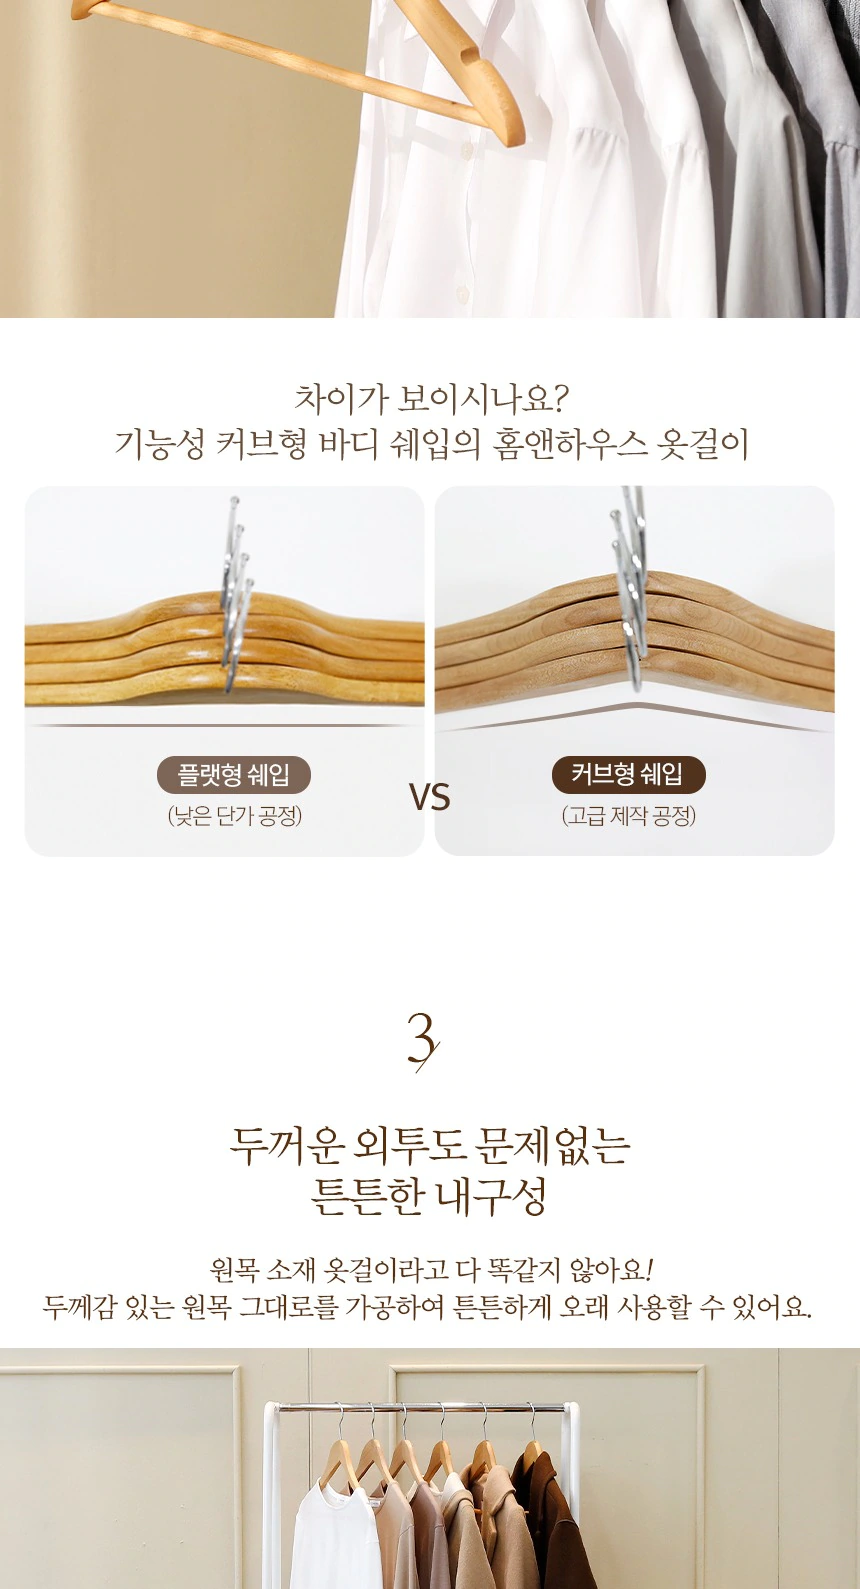 차이가 보이시나요?
기능성 커브형 바디 쉐입의 홈앤하우스 옷걸이
플랫형 쉐입
(낮은 단가 공정)
VS
커브형 쉐입
(고급 제작 공정)
3
두꺼운 외투도 문제없는
튼튼한 내구성
원목 소재 옷걸이라고 다 똑같지 않아요!
두께감 있는 원목 그대로를 가공하여 튼튼하게 오래 사용할 수 있어요.